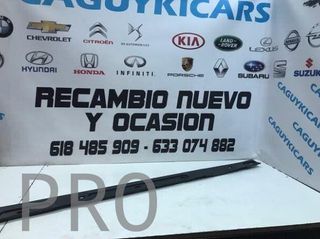 CAGUYKICARS
CHEVROLET CITROËN DS KIA LAND ROVER LEXUS
HYUNDAI HONDA INFINITI PORSCHE SUBARU SUZUKI
RECAMBIO NUEVO
Y OCASION
618 485 909 - 633 074 882
CAGUYKICARS
PRO